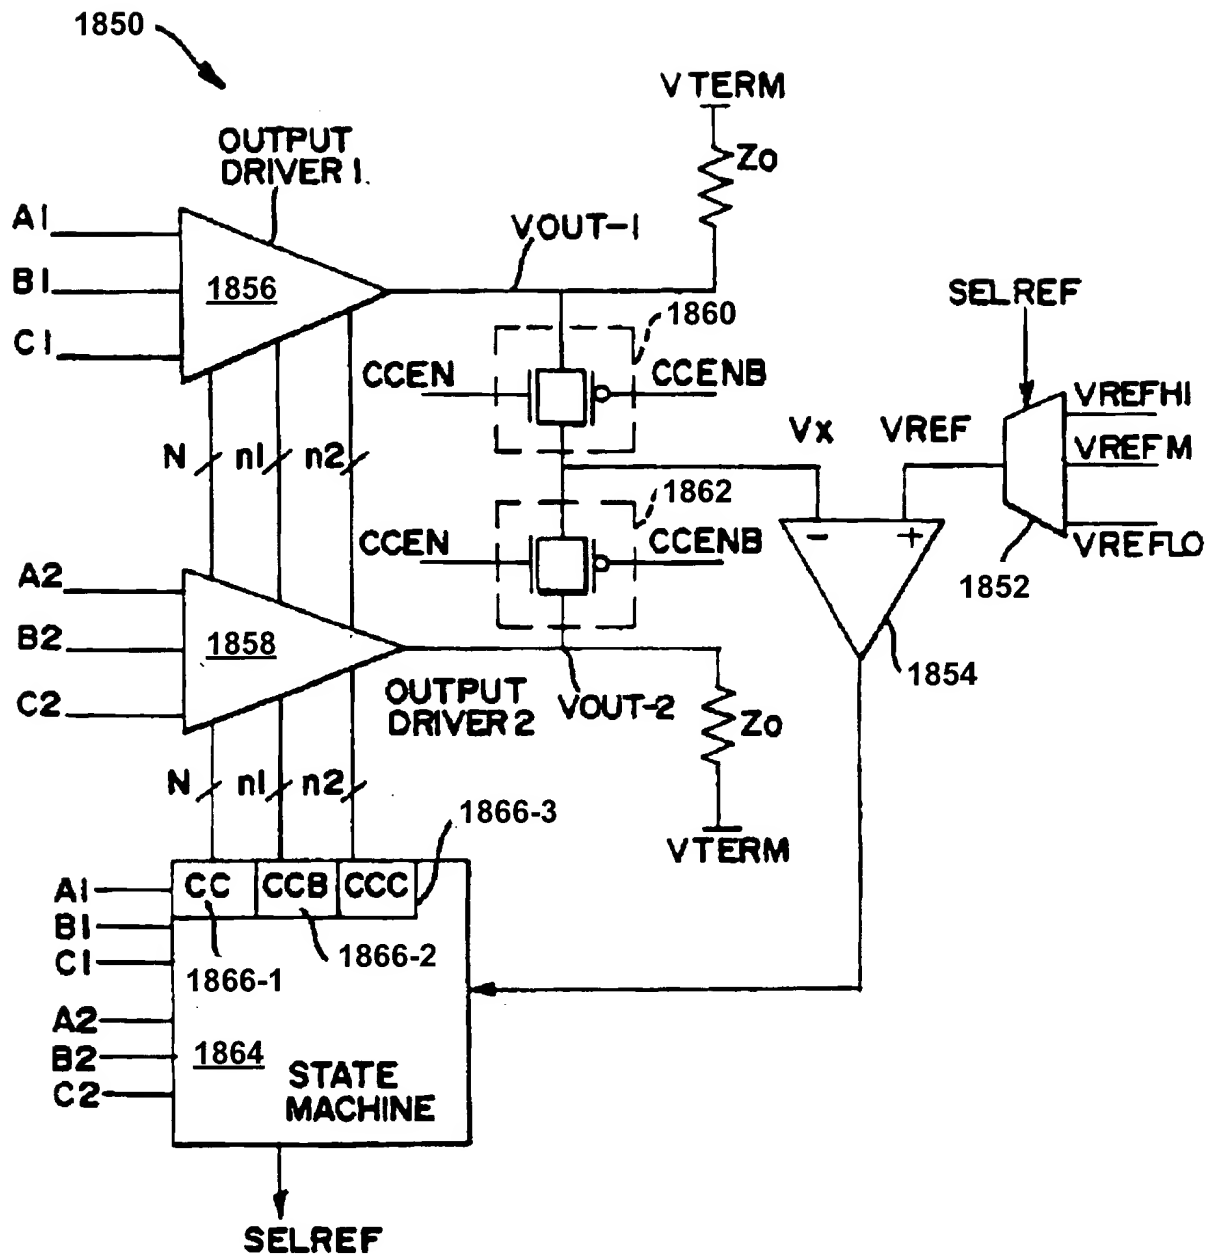 1850
OUTPUT
DRIVER 1.
A1
B1
C1
1856
VOUT-1
VTERM
Zo
1860
CCEN
CCENB
SELREF
VREFHI
VREFM
VREFLO
Vx
VREF
N
n1
n2
1862
CCEN
CCENB
-
+
1852
1854
A2
B2
C2
1858
OUTPUT
DRIVER 2
VOUT-2
Zo
VTERM
N
n1
n2
1866-3
CC
CCB
CCC
1866-1
1866-2
A1
B1
C1
A2
B2
C2
1864
STATE
MACHINE
SELREF